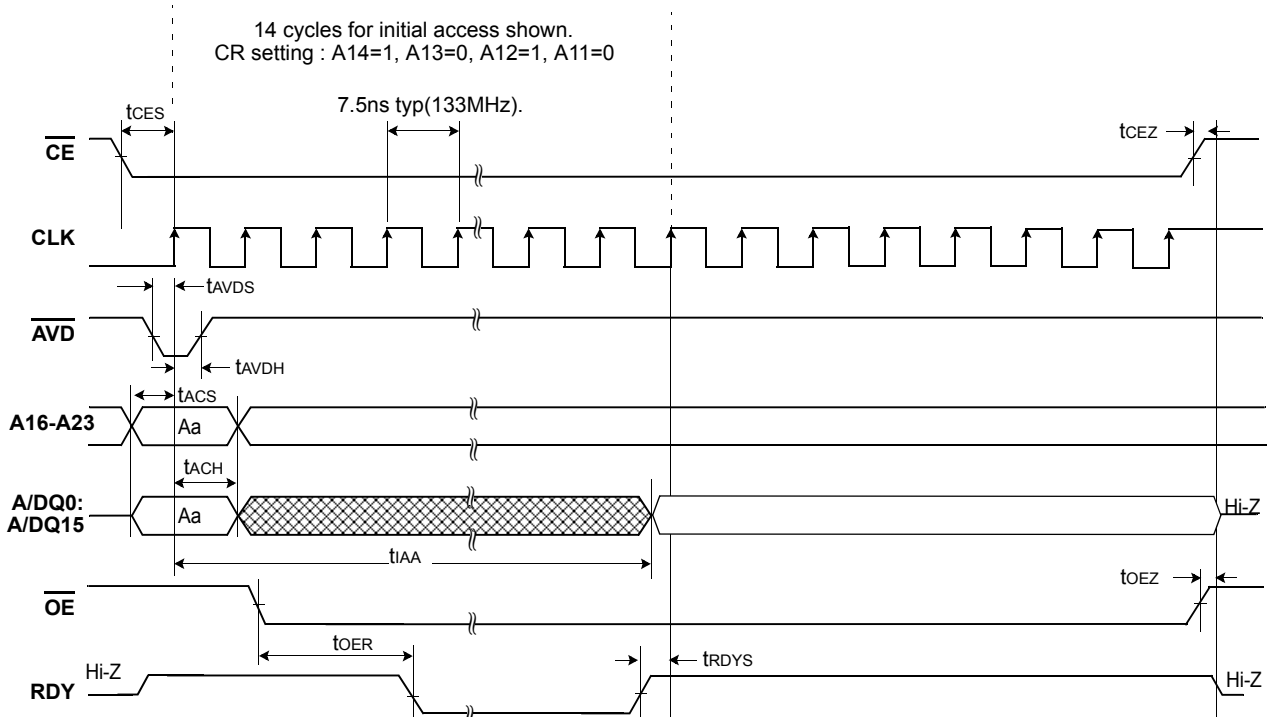 14 cycles for initial access shown.
CR setting : A14=1, A13=0, A12=1, A11=0
7.5ns typ(133MHz).
tCES
tCEZ
CE
CLK
tAVDS
AVD
tAVDH
tACS
A16-A23
Aa
tACH
A/DQ0:
A/DQ15
Aa
Hi-Z
tIAA
tOEZ
OE
tOER
tRDYS
Hi-Z
RDY
Hi-Z